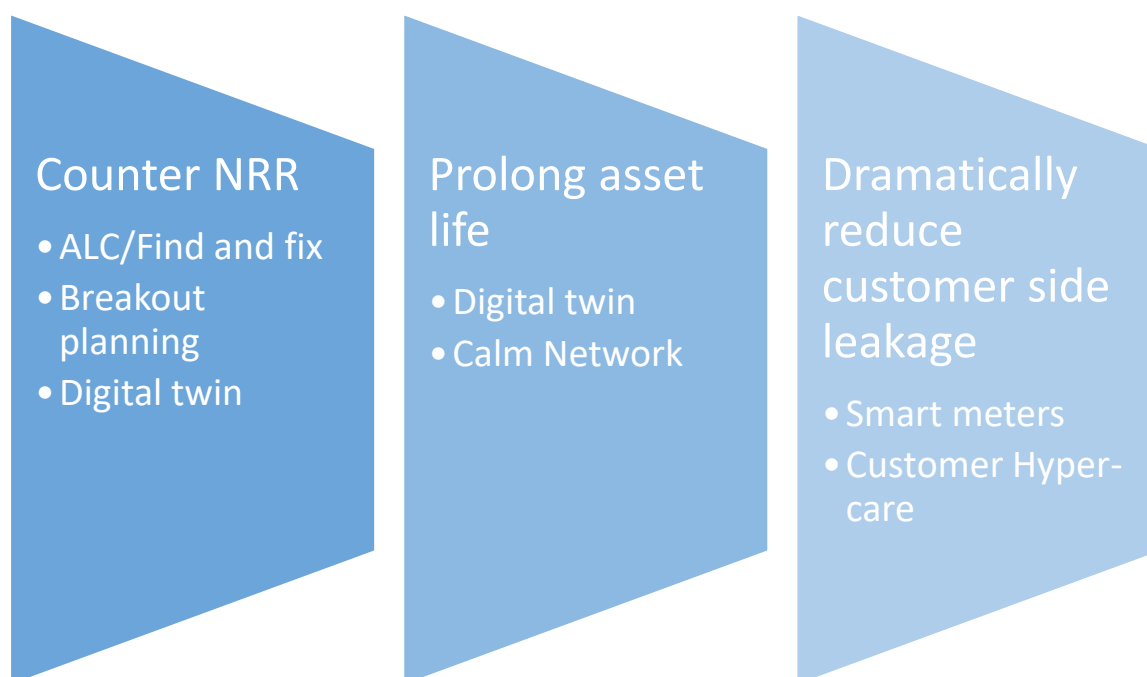 Counter NRR
• ALC/Find and fix
• Breakout
planning
• Digital twin
Prolong asset
life
• Digital twin
• Calm Network
Dramatically
reduce
customer side
leakage
• Smart meters
• Customer Hyper-
care